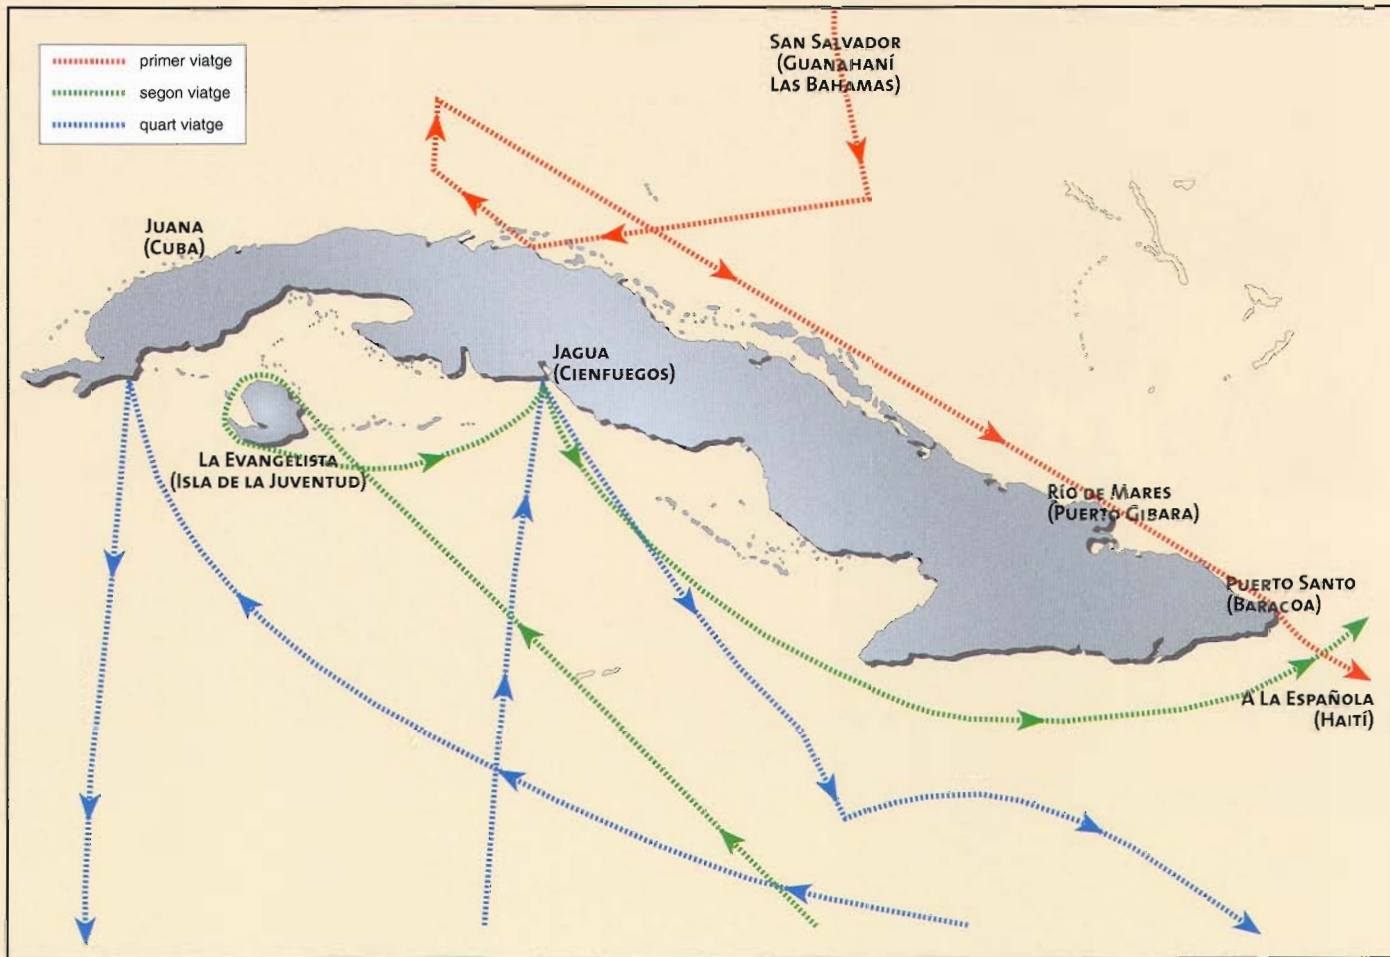 primer viatge
segon viatge
quart viatge
SAN SALVADOR
(GUANAHANÍ
LAS BAHAMAS)
JUANA
(CUBA)
JAGUA
(CIENFUEGOS)
LA EVANGELISTA
(ISLA DE LA JUVENTUD)
RÍO DE MARES
(PUERTO GIBARA)
PUERTO SANTO
(BARACOA)
A LA ESPAÑOLA
(HAITÍ)